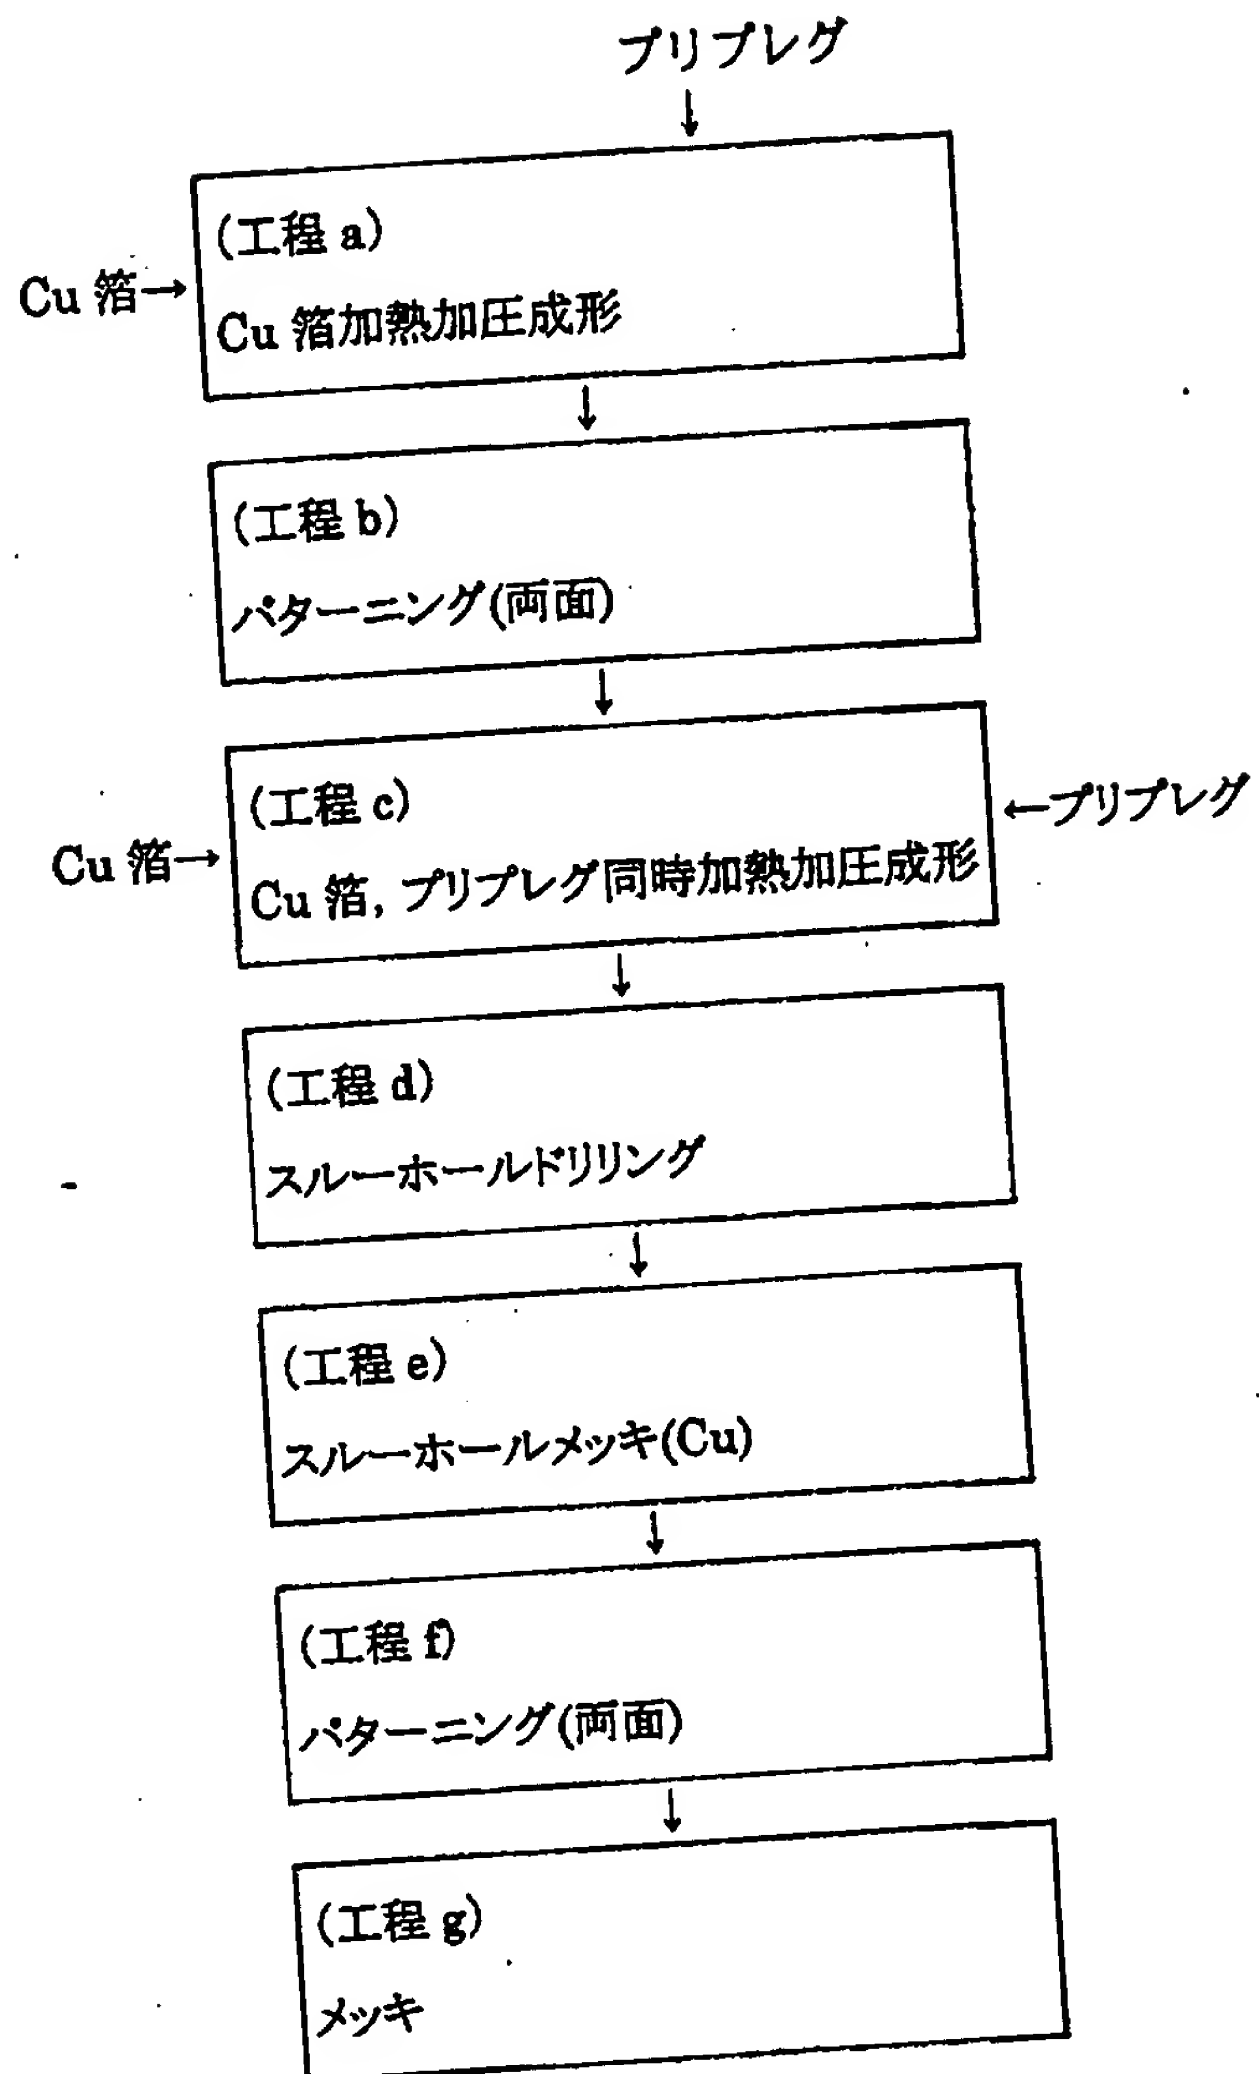 プリプレグ
↓
(工程 a)
Cu 箔→
Cu 箔加熱加圧成形
↓
(工程 b)
パターニング(両面)
↓
(工程 c)
←プリプレグ
Cu 箔→
Cu 箔, プリプレグ同時加熱加圧成形
↓
(工程 d)
スルーホールドリリング
↓
(工程 e)
スルーホールメッキ(Cu)
↓
(工程 f)
パターニング(両面)
↓
(工程 g)
メッキ